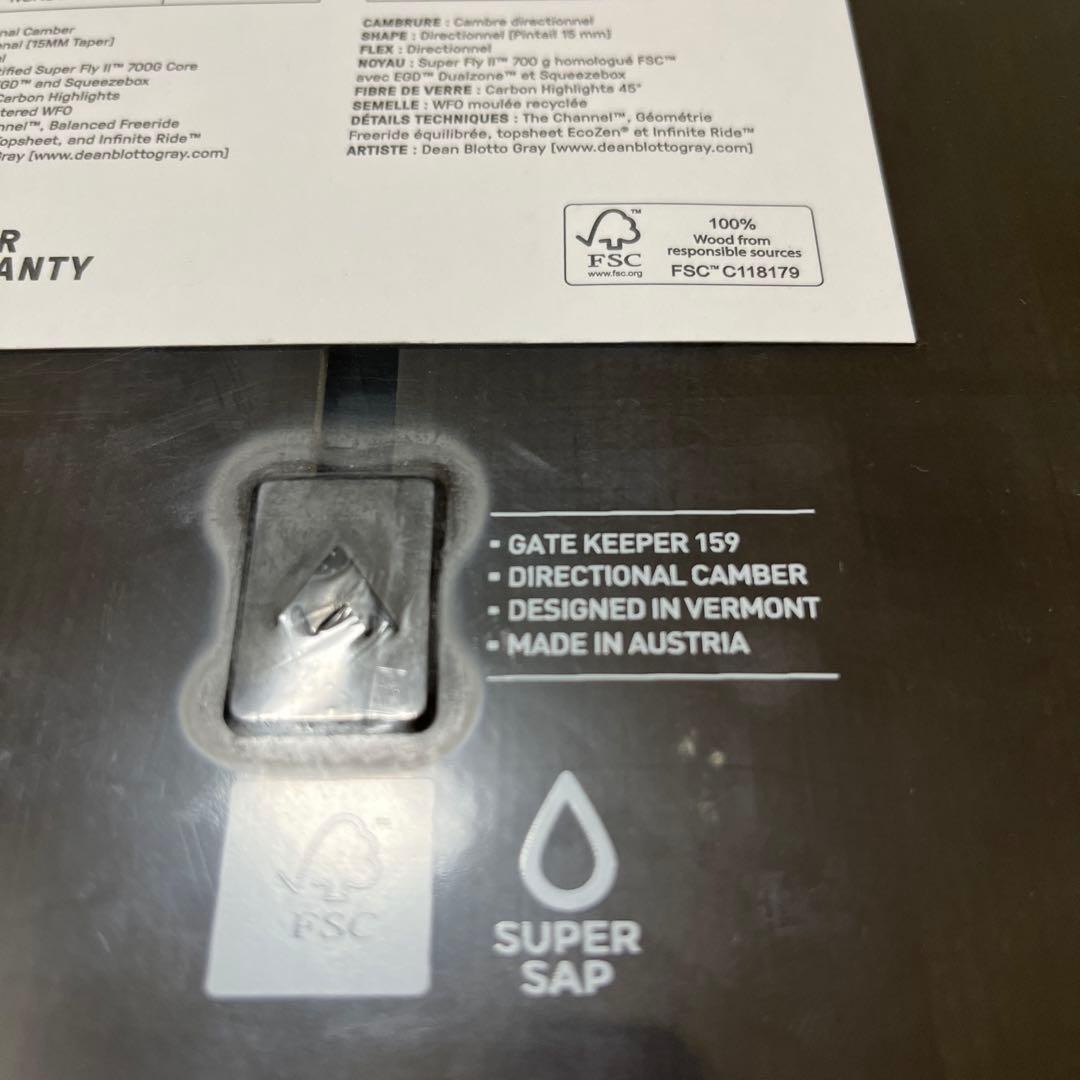 nal Camber
nal [15MM Taper]
ified Super Fly II™ 700G Core
GD™ and Squeezebox
Carbon Highlights
tered WFO
nnel™, Balanced Freeride
opsheet, and Infinite Ride™
ray [www.deanblottogray.com]
CAMBRURE : Cambre directionnel
SHAPE : Directionnel [Pintail 15 mm]
FLEX : Directionnel
NOYAU : Super Fly II™ 700 g homologué FSC™
avec EGD™ Dualzone™ et Squeezebox
FIBRE DE VERRE : Carbon Highlights 45°
SEMELLE : WFO moulée recyclée
DÉTAILS TECHNIQUES : The Channel™, Géométrie
Freeride équilibrée, topsheet EcoZen® et Infinite Ride™
ARTISTE : Dean Blotto Gray [www.deanblottogray.com]
R
ANTY
™
FSC
www.fsc.org
100%
Wood from
responsible sources
FSC™ C118179
- GATE KEEPER 159
- DIRECTIONAL CAMBER
- DESIGNED IN VERMONT
- MADE IN AUSTRIA
FSC
SUPER
SAP